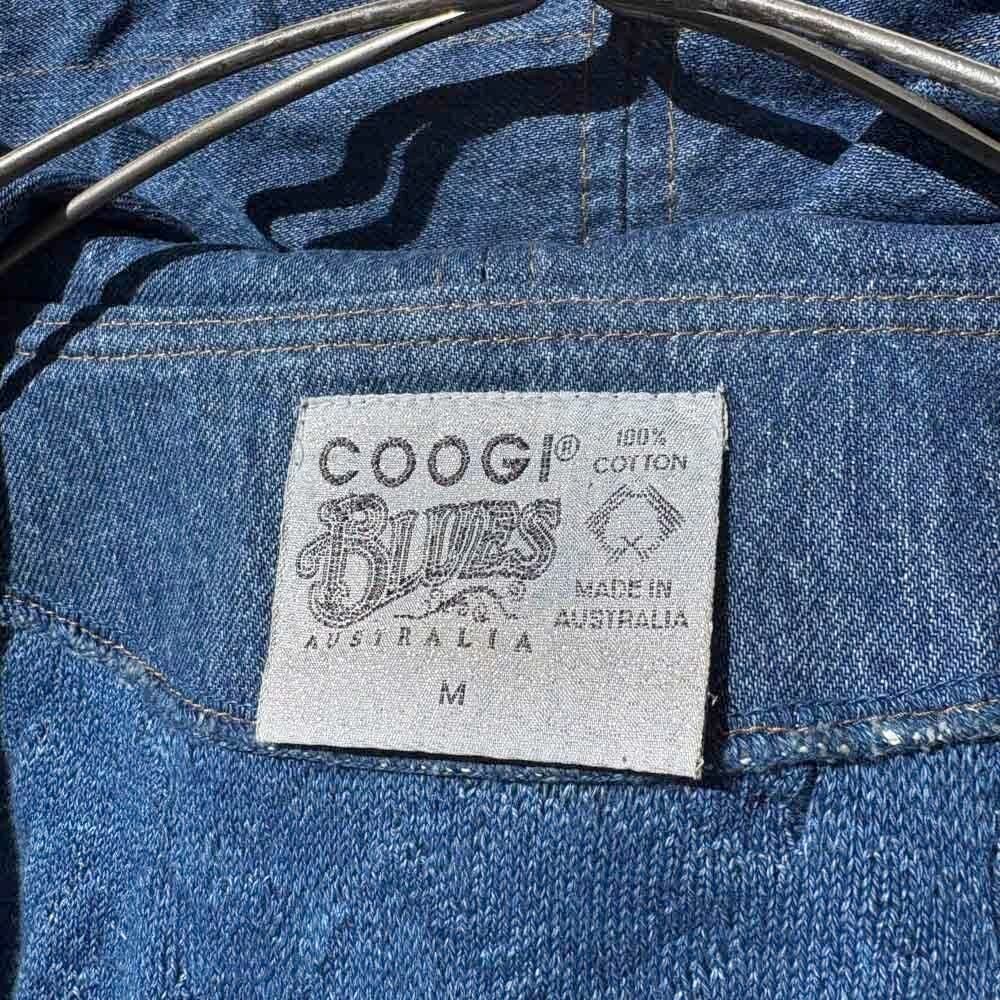 COOGI®
BLUES
AUSTRALIA
M
100%
COTTON
MADE IN
AUSTRALIA